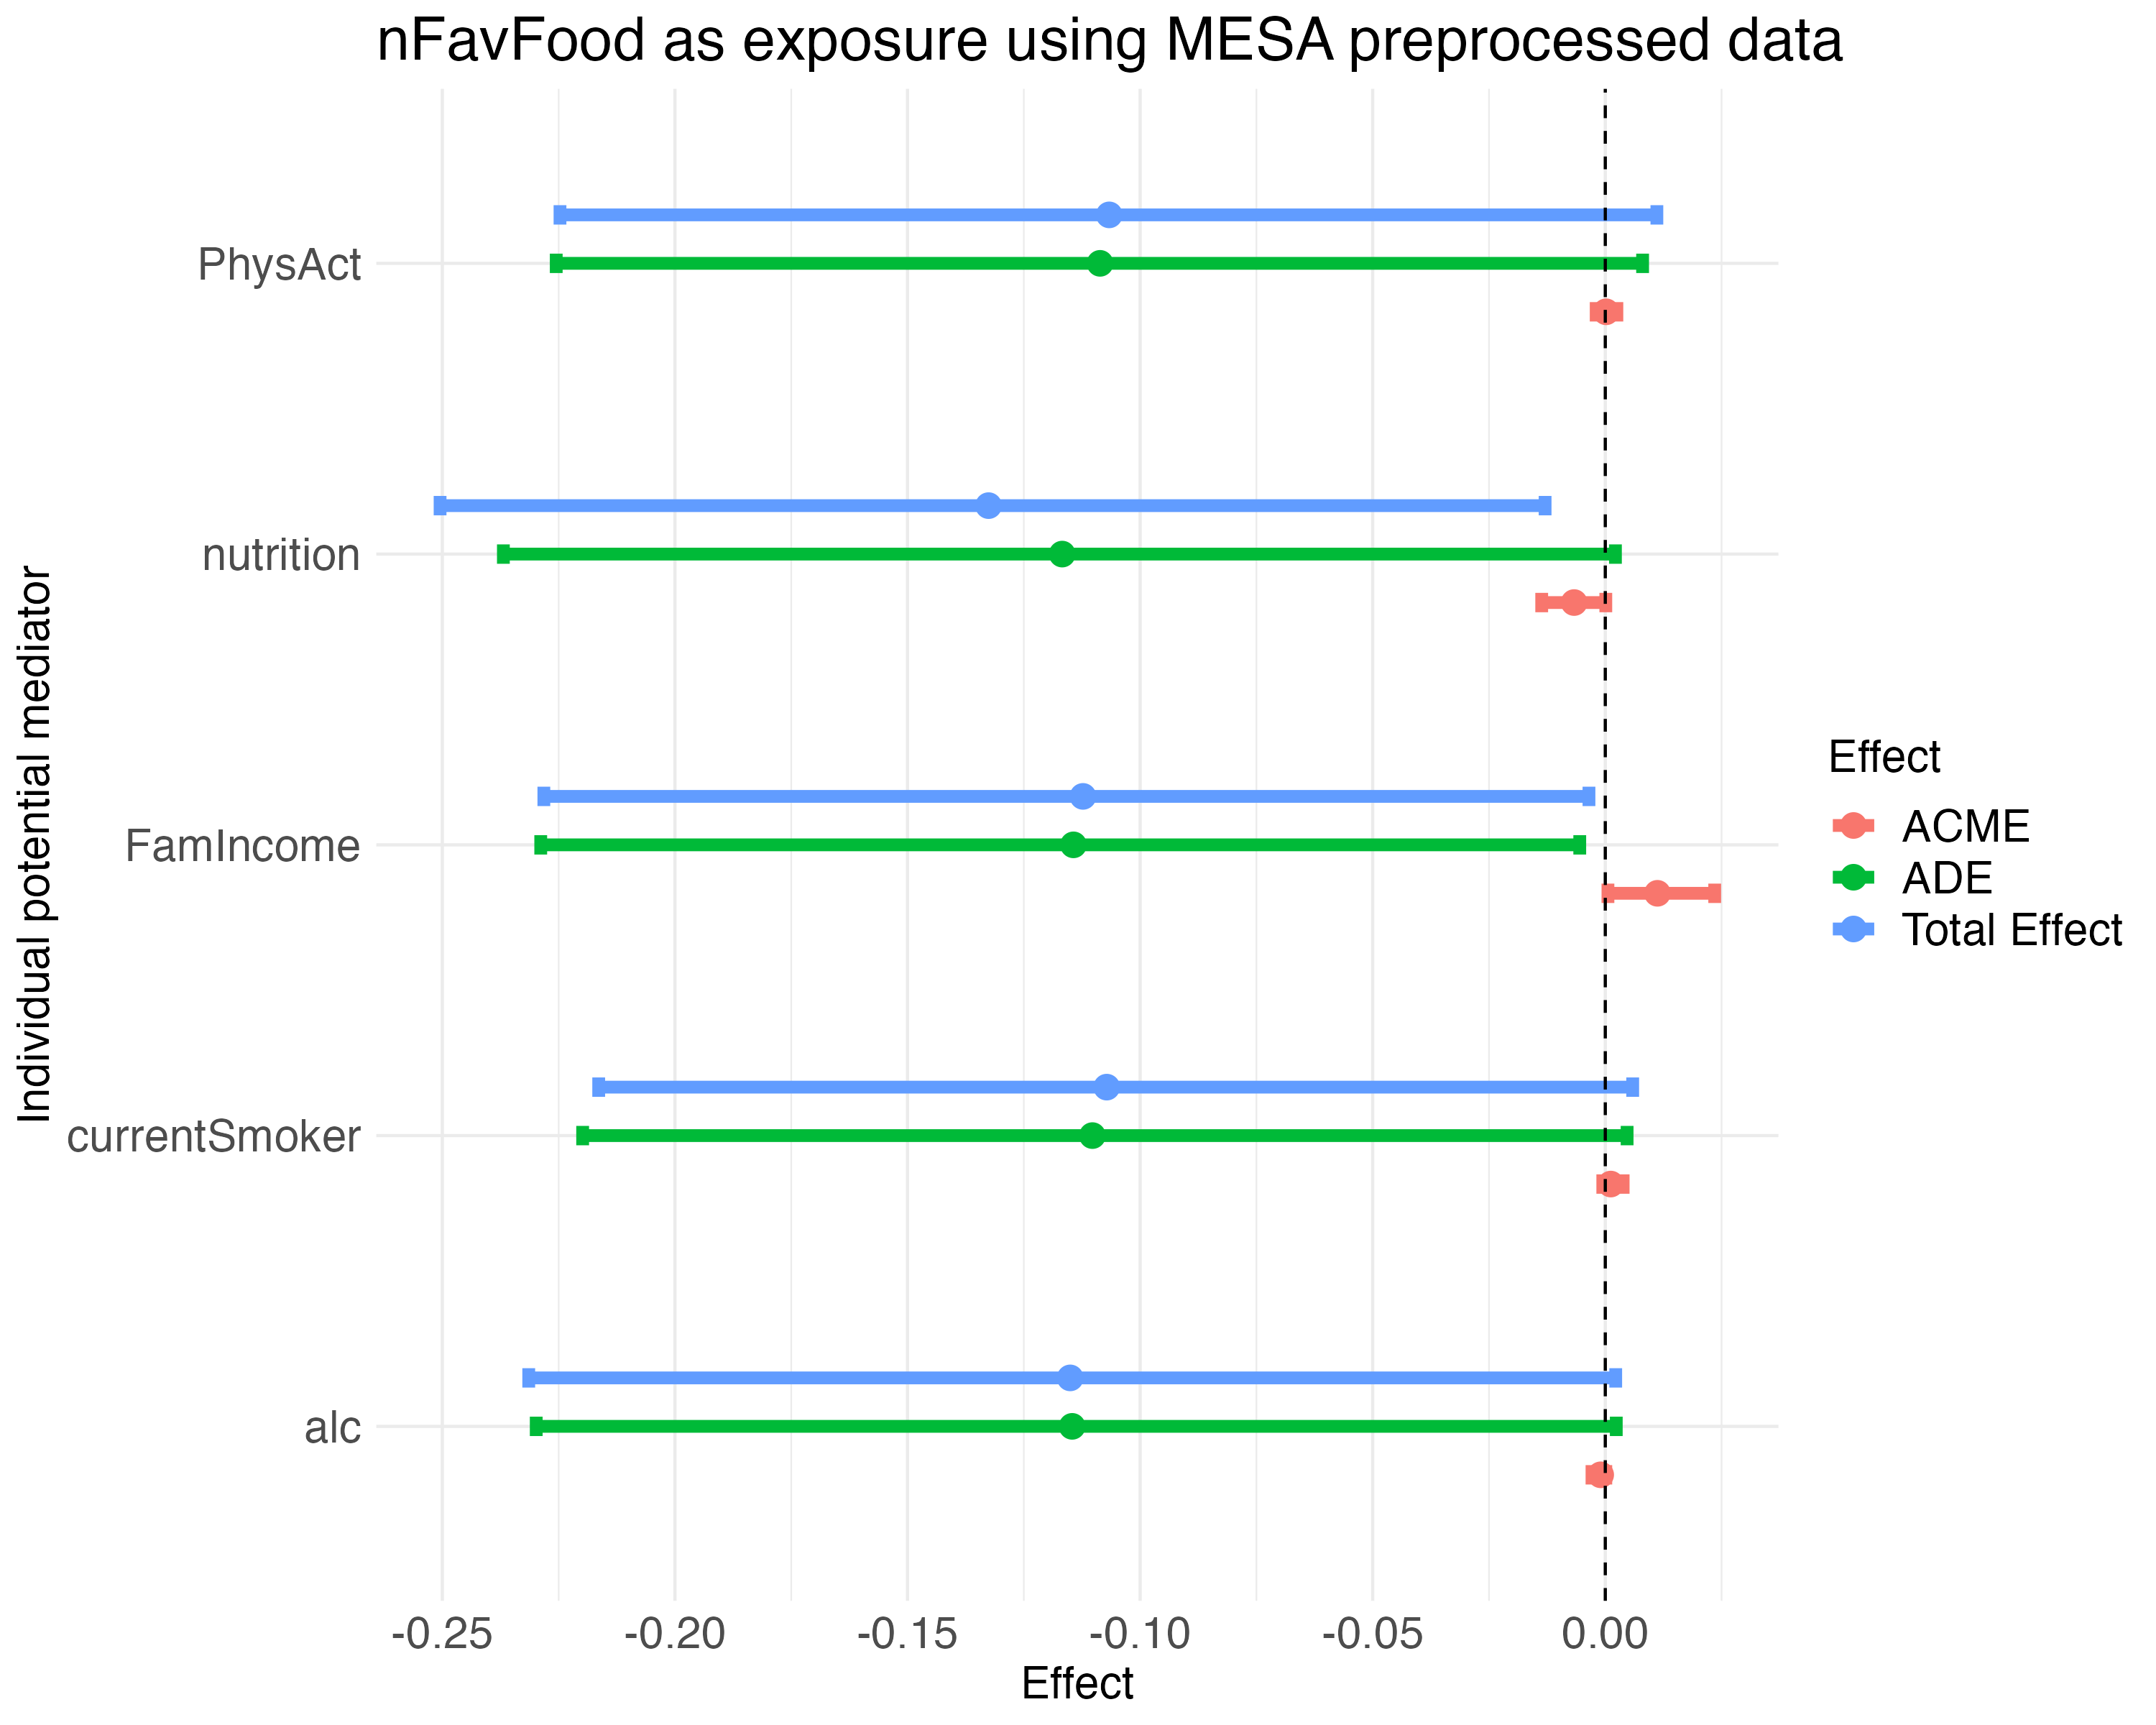 nFavFood as exposure using MESA preprocessed data
Individual potential mediator
PhysAct
nutrition
FamIncome
currentSmoker
alc
-0.25 -0.20 -0.15 -0.10 -0.05 0.00
Effect
Effect
ACME
ADE
Total Effect